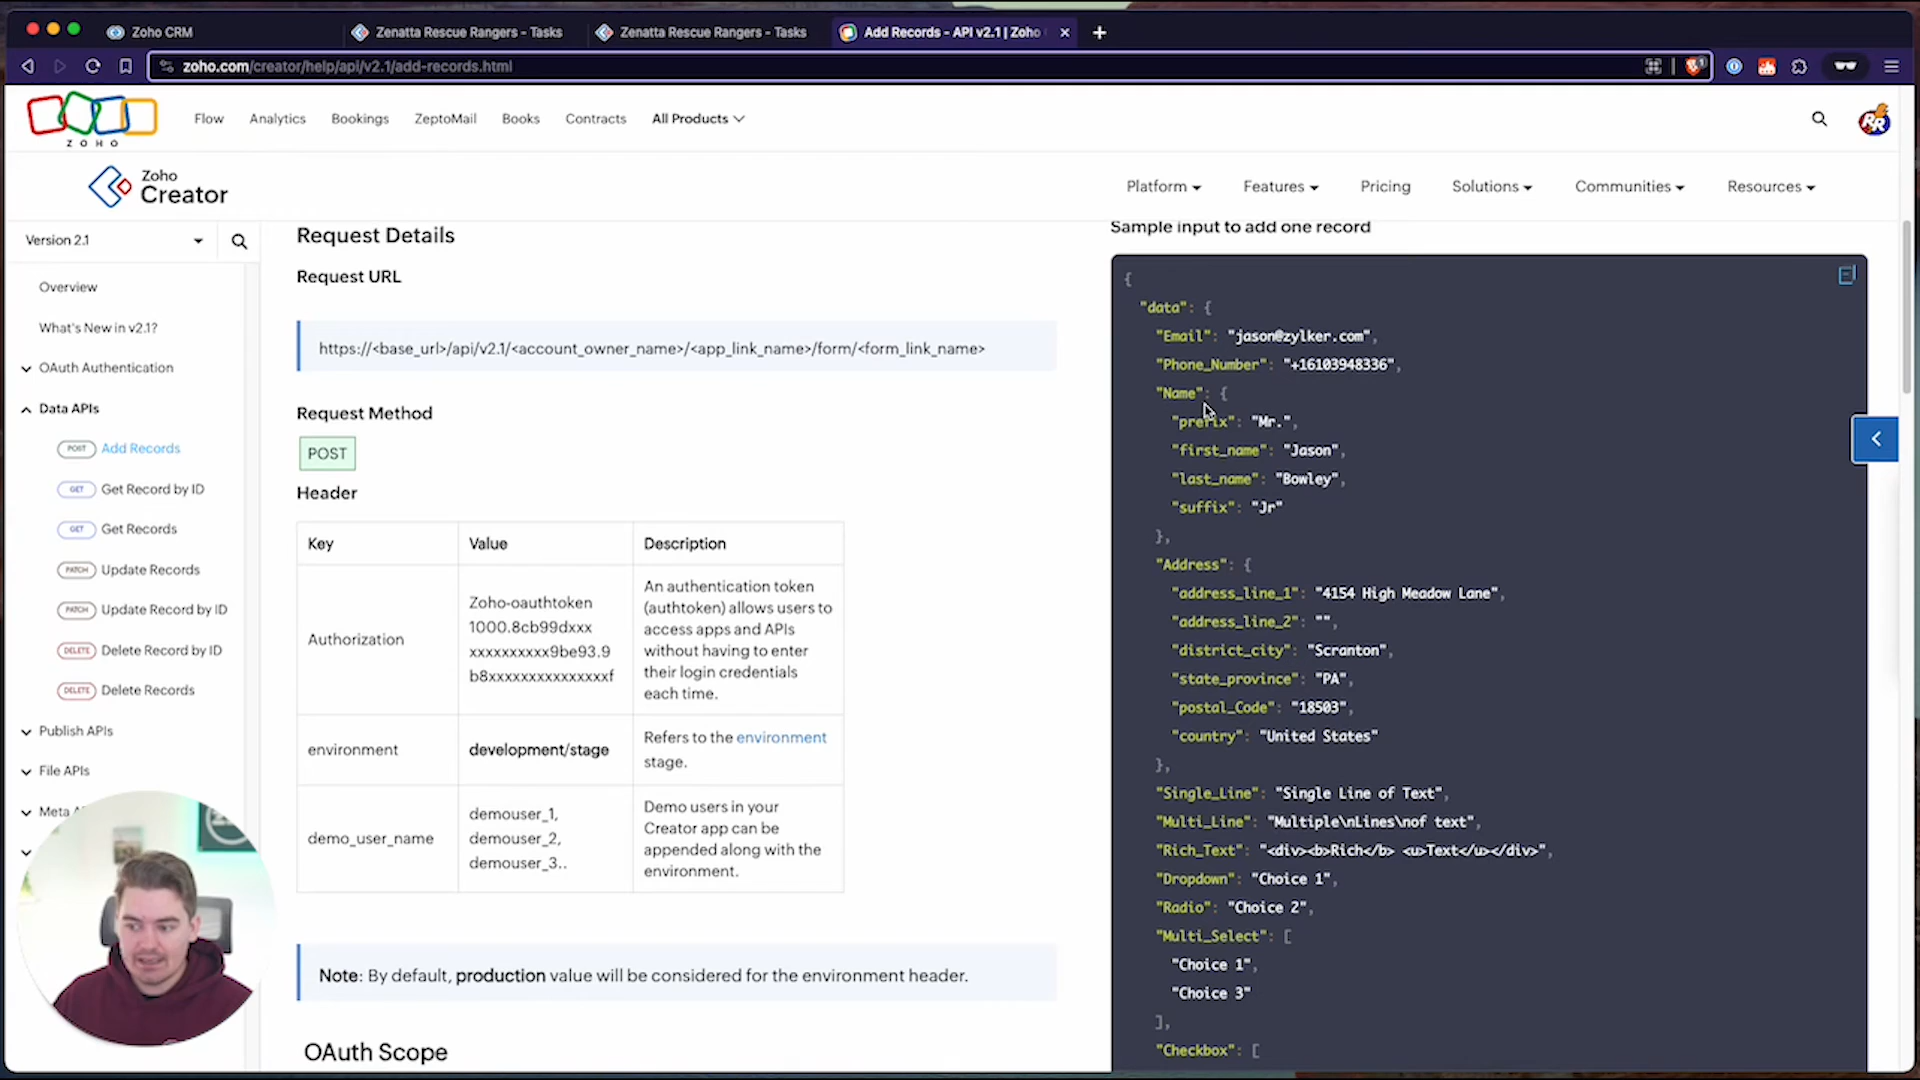 Zoho CRM
Zenatta Rescue Rangers - Tasks
Zenatta Rescue Rangers - Tasks
Add Records - API v2.1 | Zoho
zoho.com/creator/help/api/v2.1/add-records.html
ZOHO
Flow
Analytics
Bookings
ZeptoMail
Books
Contracts
All Products
RR
Zoho
Creator
Platform
Features
Pricing
Solutions
Communities
Resources
Version 2.1
Overview
What's New in v2.1?
OAuth Authentication
Data APIs
POST Add Records
GET Get Record by ID
GET Get Records
PATCH Update Records
PATCH Update Record by ID
DELETE Delete Record by ID
DELETE Delete Records
Publish APIs
File APIs
Meta
Request Details
Request URL
https://<base_url>/api/v2.1/<account_owner_name>/<app_link_name>/form/<form_link_name>
Request Method
POST
Header
Key Value Description
Authorization
Zoho-oauthtoken
1000.8cb99dxxx
xxxxxxxxxx9be93.9
b8xxxxxxxxxxxxxxxf
An authentication token
(authtoken) allows users to
access apps and APIs
without having to enter
their login credentials
each time.
environment
development/stage
Refers to the environment
stage.
demo_user_name
demouser_1,
demouser_2,
demouser_3..
Demo users in your
Creator app can be
appended along with the
environment.
Note: By default, production value will be considered for the environment header.
OAuth Scope
Sample input to add one record
{
"data": {
"Email": "jason@zylker.com",
"Phone_Number": "+16103948336",
"Name": {
"prefix": "Mr.",
"first_name": "Jason",
"last_name": "Bowley",
"suffix": "Jr"
},
"Address": {
"address_line_1": "4154 High Meadow Lane",
"address_line_2": "",
"district_city": "Scranton",
"state_province": "PA",
"postal_Code": "18503",
"country": "United States"
},
"Single_Line": "Single Line of Text",
"Multi_Line": "Multiple\nLines\nof text",
"Rich_Text": "<div><b>Rich</b> <u>Text</u></div>",
"Dropdown": "Choice 1",
"Radio": "Choice 2",
"Multi_Select": [
"Choice 1",
"Choice 3"
],
"Checkbox": [